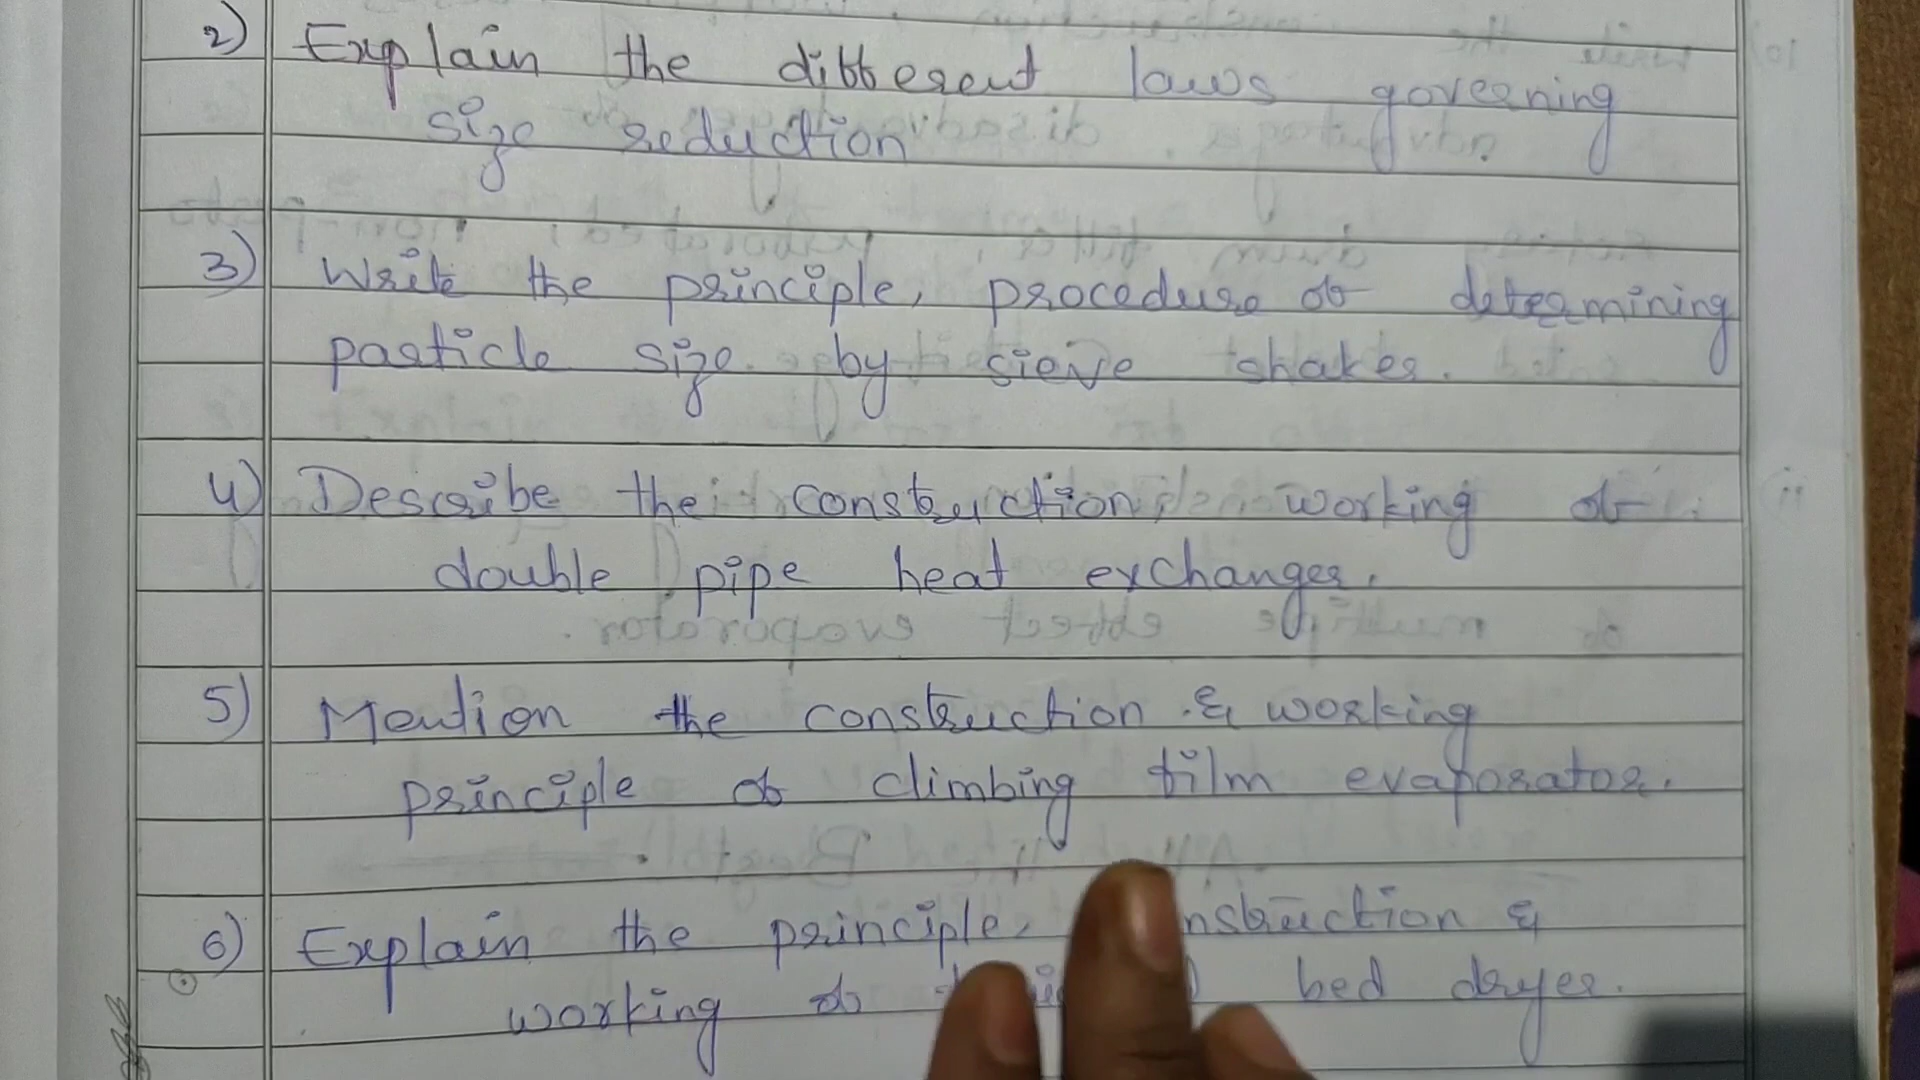 2) Explain the different laws governing
size reduction
3) Write the principle, procedure of determining
particle size by sieve shaker.
4) Describe the construction, working of
double pipe heat exchanger.
5) Mention the construction & working
principle of climbing film evaporator.
6) Explain the principle, &
working of bed dryer.